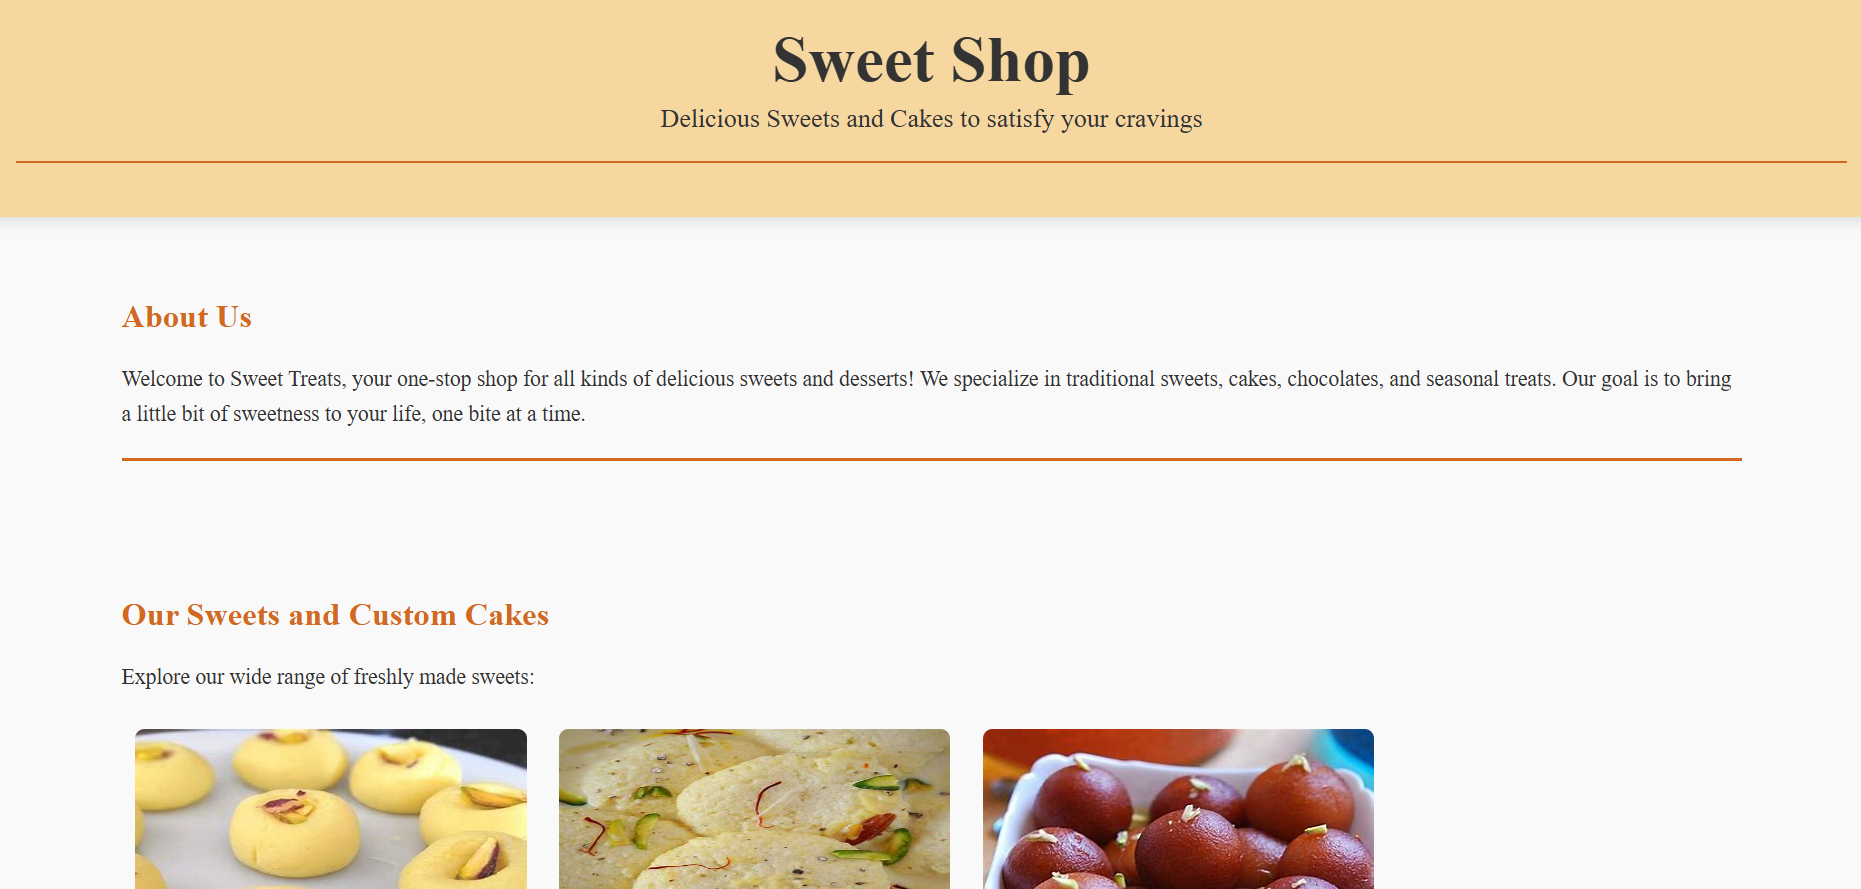 Sweet Shop
Delicious Sweets and Cakes to satisfy your cravings
About Us
Welcome to Sweet Treats, your one-stop shop for all kinds of delicious sweets and desserts! We specialize in traditional sweets, cakes, chocolates, and seasonal treats. Our goal is to bring
a little bit of sweetness to your life, one bite at a time.
Our Sweets and Custom Cakes
Explore our wide range of freshly made sweets: